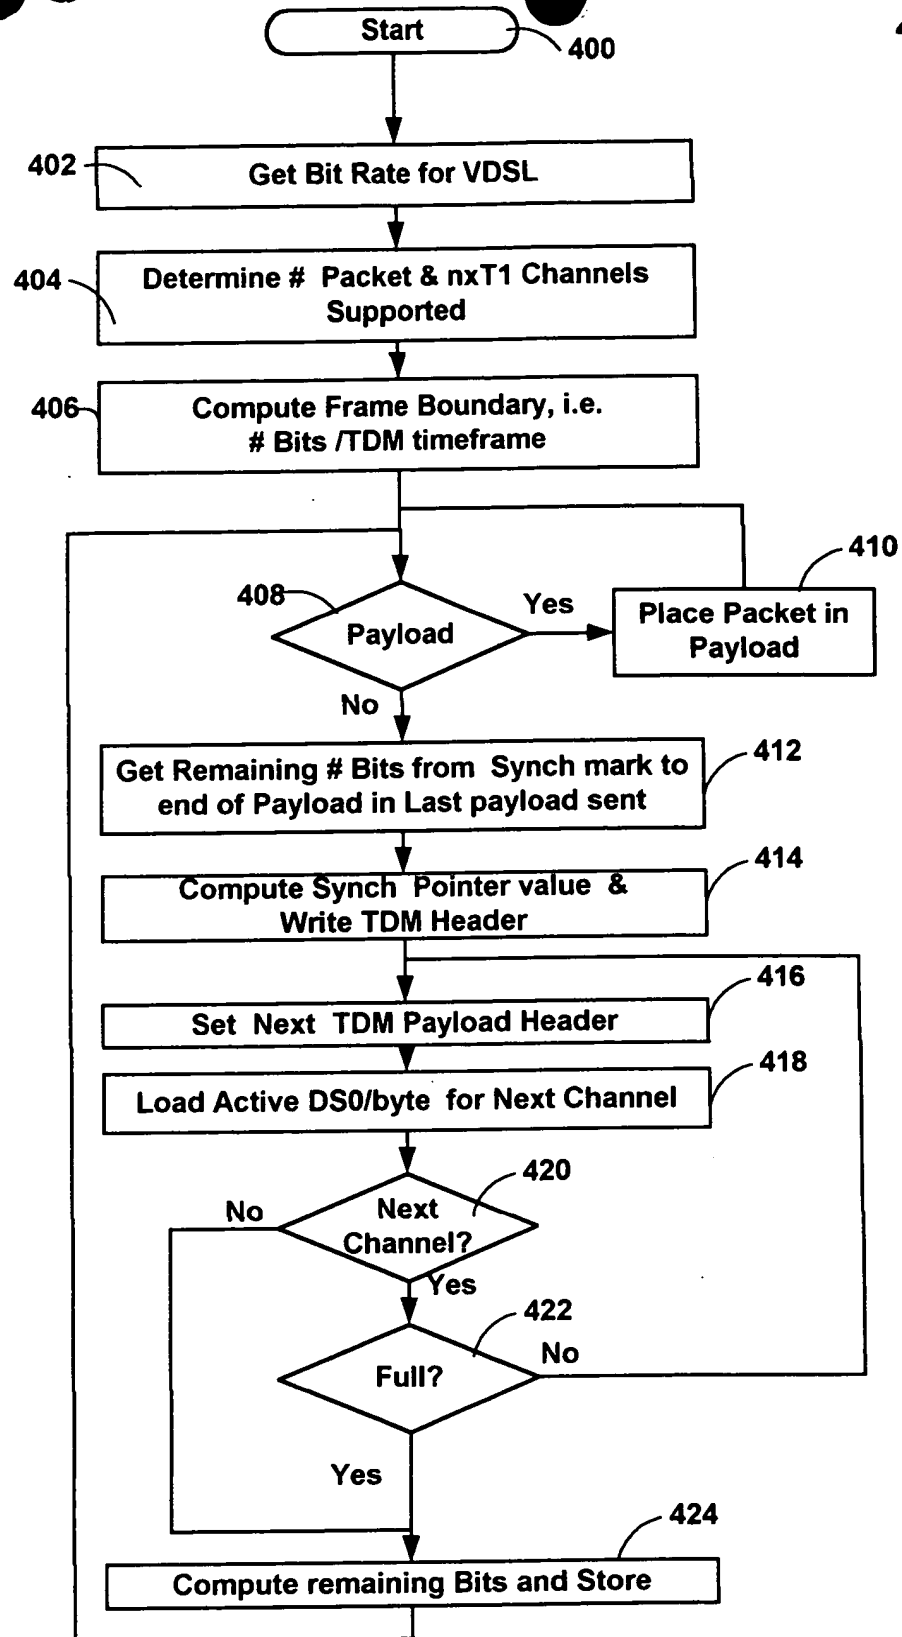 Start
400
402
Get Bit Rate for VDSL
404
Determine # Packet & nxT1 Channels
Supported
406
Compute Frame Boundary, i.e.
# Bits /TDM timeframe
410
408
Payload
Yes
Place Packet in
Payload
No
412
Get Remaining # Bits from Synch mark to
end of Payload in Last payload sent
414
Compute Synch Pointer value &
Write TDM Header
416
Set Next TDM Payload Header
418
Load Active DS0/byte for Next Channel
420
No
Next
Channel?
Yes
422
Full?
No
Yes
424
Compute remaining Bits and Store